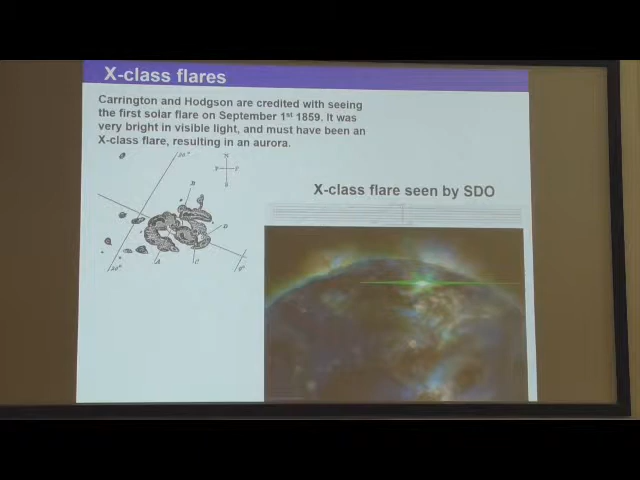 X-class flares
Carrington and Hodgson are credited with seeing
the first solar flare on September 1st 1859. It was
very bright in visible light, and must have been an
X-class flare, resulting in an aurora.
X-class flare seen by SDO
N
20°
B
D
A
C